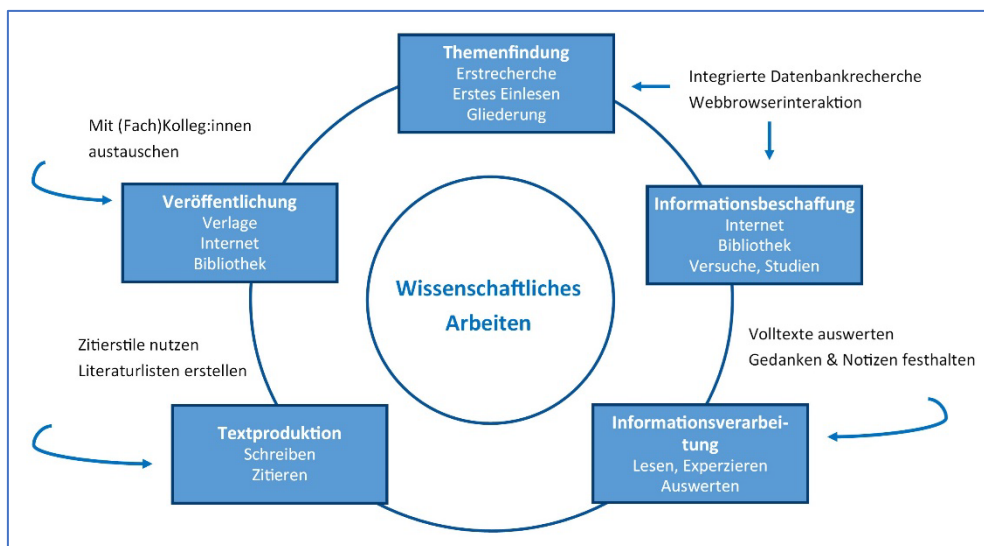 Themenfindung
Erstrecherche
Erstes Einlesen
Gliederung
Integrierte Datenbankrecherche
Webbrowserinteraktion
Informationsbeschaffung
Internet
Bibliothek
Versuche, Studien
Volltexte auswerten
Gedanken & Notizen festhalten
Informationsverarbei-
tung
Lesen, Experzieren
Auswerten
Textproduktion
Schreiben
Zitieren
Zitierstile nutzen
Literaturlisten erstellen
Veröffentlichung
Verlage
Internet
Bibliothek
Mit (Fach)Kolleg:innen
austauschen
Wissenschaftliches
Arbeiten